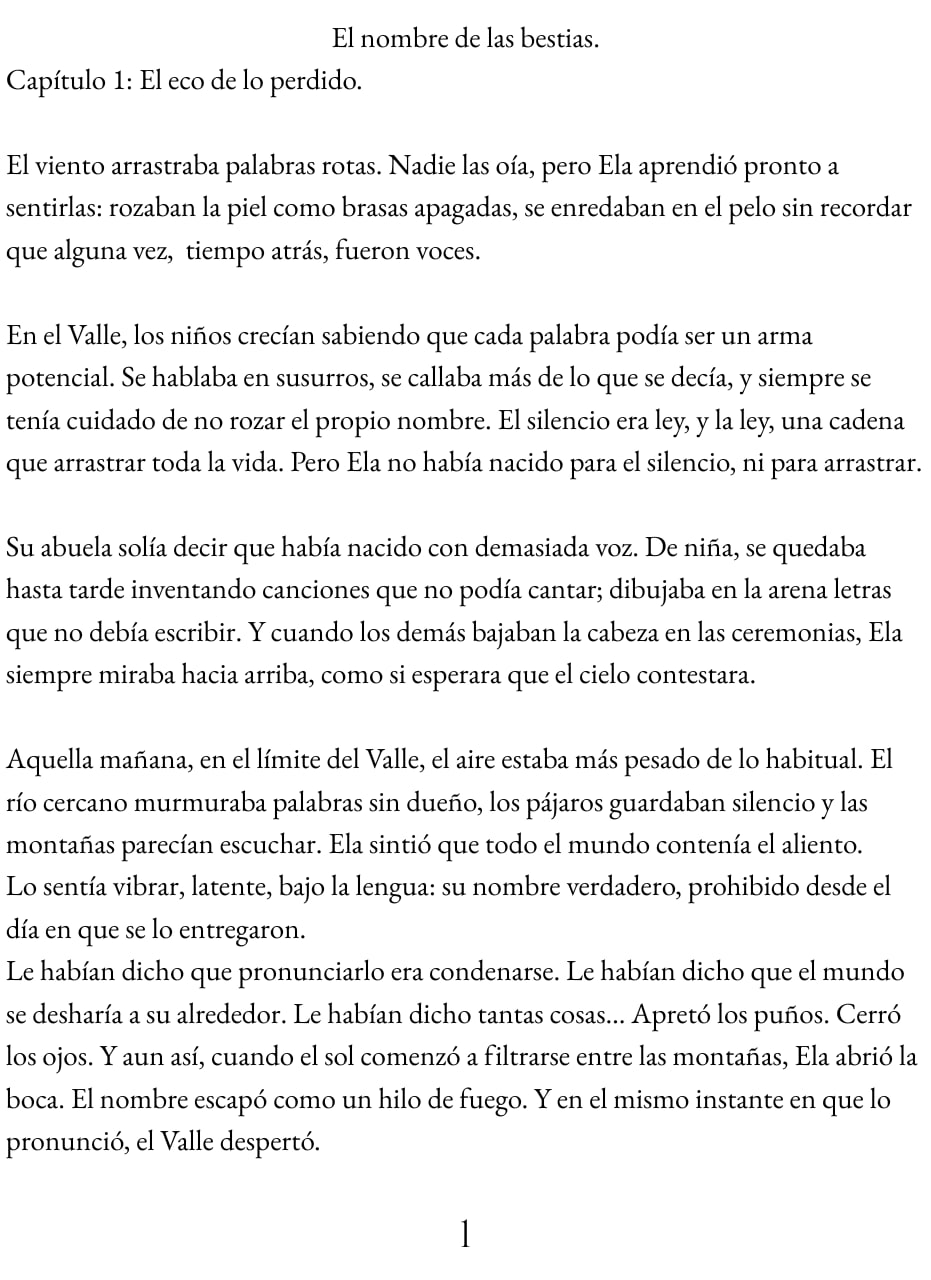 El nombre de las bestias.
Capítulo 1: El eco de lo perdido.
El viento arrastraba palabras rotas. Nadie las oía, pero Ela aprendió pronto a
sentirlas: rozaban la piel como brasas apagadas, se enredaban en el pelo sin recordar
que alguna vez,  tiempo atrás, fueron voces.
En el Valle, los niños crecían sabiendo que cada palabra podía ser un arma
potencial. Se hablaba en susurros, se callaba más de lo que se decía, y siempre se
tenía cuidado de no rozar el propio nombre. El silencio era ley, y la ley, una cadena
que arrastrar toda la vida. Pero Ela no había nacido para el silencio, ni para arrastrar.
Su abuela solía decir que había nacido con demasiada voz. De niña, se quedaba
hasta tarde inventando canciones que no podía cantar; dibujaba en la arena letras
que no debía escribir. Y cuando los demás bajaban la cabeza en las ceremonias, Ela
siempre miraba hacia arriba, como si esperara que el cielo contestara.
Aquella mañana, en el límite del Valle, el aire estaba más pesado de lo habitual. El
río cercano murmuraba palabras sin dueño, los pájaros guardaban silencio y las
montañas parecían escuchar. Ela sintió que todo el mundo contenía el aliento.
Lo sentía vibrar, latente, bajo la lengua: su nombre verdadero, prohibido desde el
día en que se lo entregaron.
Le habían dicho que pronunciarlo era condenarse. Le habían dicho que el mundo
se desharía a su alrededor. Le habían dicho tantas cosas... Apretó los puños. Cerró
los ojos. Y aun así, cuando el sol comenzó a filtrarse entre las montañas, Ela abrió la
boca. El nombre escapó como un hilo de fuego. Y en el mismo instante en que lo
pronunció, el Valle despertó.
1